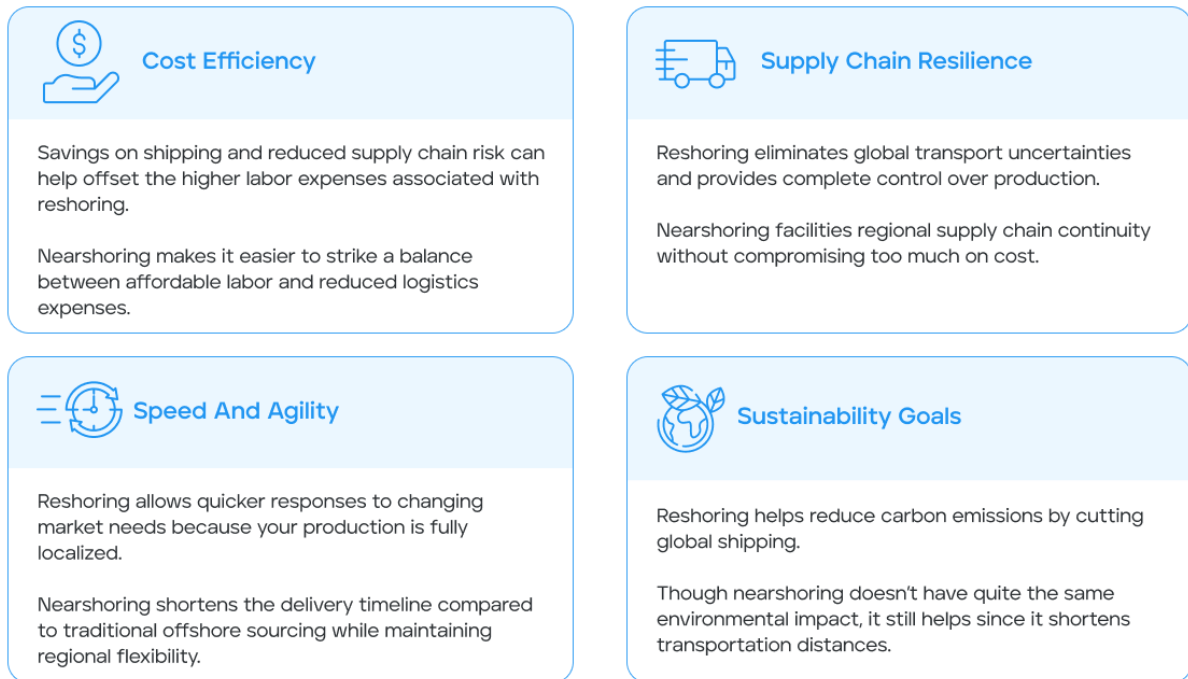 $
Cost Efficiency
Savings on shipping and reduced supply chain risk can
help offset the higher labor expenses associated with
reshoring.
Nearshoring makes it easier to strike a balance
between affordable labor and reduced logistics
expenses.
Supply Chain Resilience
Reshoring eliminates global transport uncertainties
and provides complete control over production.
Nearshoring facilities regional supply chain continuity
without compromising too much on cost.
Speed And Agility
Reshoring allows quicker responses to changing
market needs because your production is fully
localized.
Nearshoring shortens the delivery timeline compared
to traditional offshore sourcing while maintaining
regional flexibility.
Sustainability Goals
Reshoring helps reduce carbon emissions by cutting
global shipping.
Though nearshoring doesn't have quite the same
environmental impact, it still helps since it shortens
transportation distances.